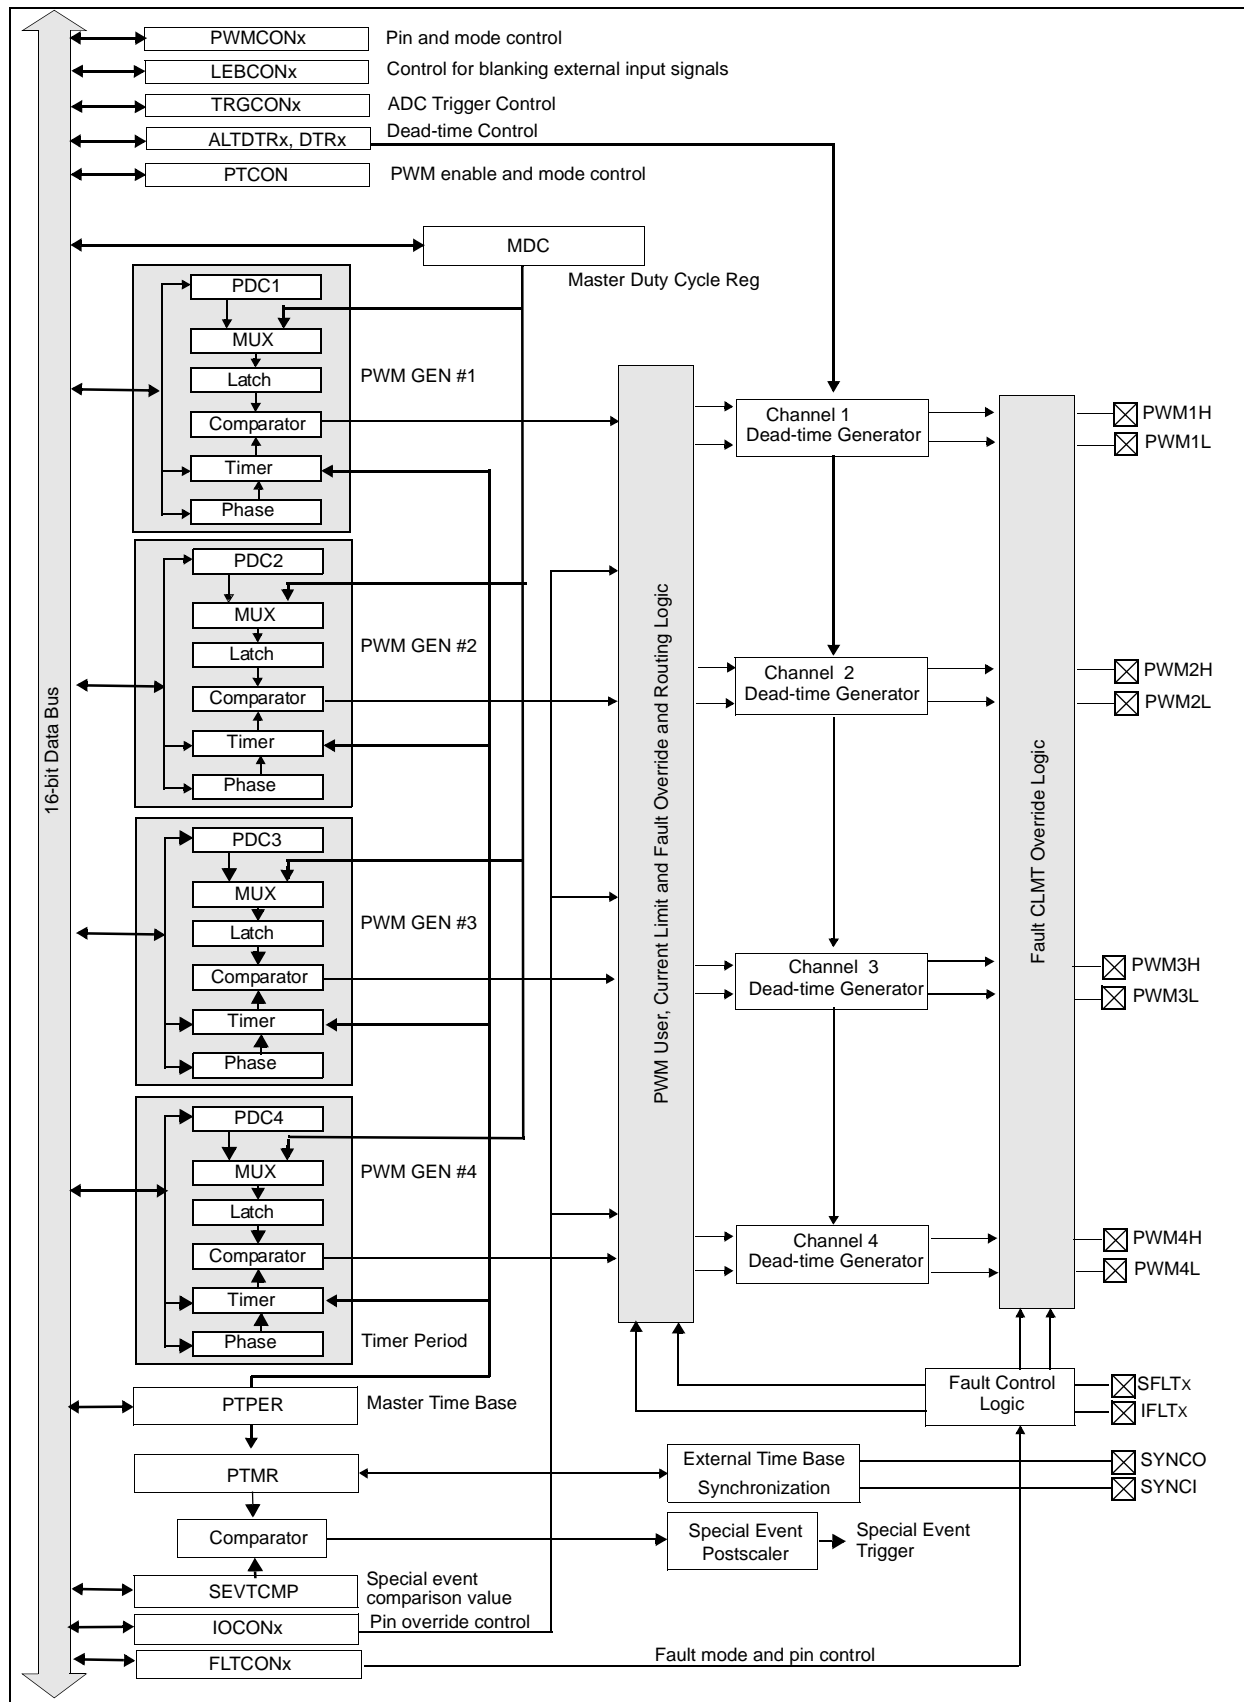 PWMCONx Pin and mode control
LEBCONx Control for blanking external input signals
TRGCONx ADC Trigger Control
ALTDTRx, DTRx Dead-time Control
PTCON PWM enable and mode control
MDC
Master Duty Cycle Reg
16-bit Data Bus
PDC1
MUX
Latch
Comparator
Timer
Phase
PWM GEN #1
PDC2
MUX
Latch
Comparator
Timer
Phase
PWM GEN #2
PDC3
MUX
Latch
Comparator
Timer
Phase
PWM GEN #3
PDC4
MUX
Latch
Comparator
Timer
Phase
PWM GEN #4
Timer Period
PWM User, Current Limit and Fault Override and Routing Logic
Channel 1
Dead-time Generator
Channel 2
Dead-time Generator
Channel 3
Dead-time Generator
Channel 4
Dead-time Generator
Fault CLMT Override Logic
PWM1H
PWM1L
PWM2H
PWM2L
PWM3H
PWM3L
PWM4H
PWM4L
PTPER Master Time Base
Fault Control
Logic
SFLTX
IFLTX
PTMR
External Time Base
Synchronization
SYNCO
SYNCI
Comparator
Special Event
Postscaler
Special Event
Trigger
SEVTCMP
Special event
comparison value
IOCONx Pin override control
FLTCONx Fault mode and pin control